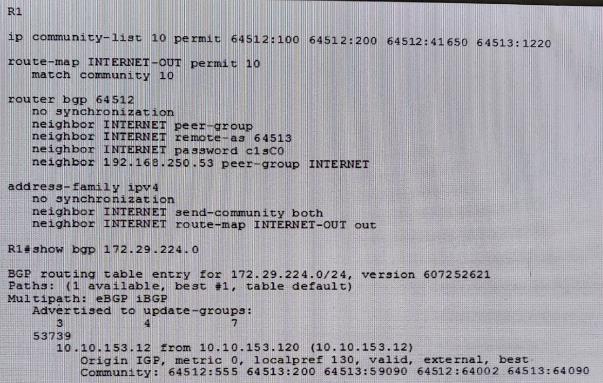 R1
ip community-list 10 permit 64512:100 64512:200 64512:41650 64513:1220
route-map INTERNET-OUT permit 10
match community 10
router bgp 64512
no synchronization
neighbor INTERNET peer-group
neighbor INTERNET remote-as 64513
neighbor INTERNET password c1sC0
neighbor 192.168.250.53 peer-group INTERNET
address-family ipv4
no synchronization
neighbor INTERNET send-community both
neighbor INTERNET route-map INTERNET-OUT out
R1#show bgp 172.29.224.0
BGP routing table entry for 172.29.224.0/24, version 607252621
Paths: (1 available, best #1, table default)
Multipath: eBGP iBGP
Advertised to update-groups:
3 4 7
53739
10.10.153.12 from 10.10.153.120 (10.10.153.12)
Origin IGP, metric 0, localpref 130, valid, external, best
Community: 64512:555 64513:200 64513:59090 64512:64002 64513:64090